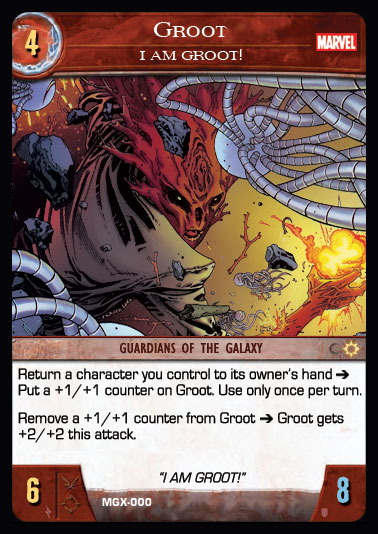 4
Groot
I AM GROOT!
MARVEL
GUARDIANS OF THE GALAXY
C
Return a character you control to its owner's hand ➔
Put a +1/+1 counter on Groot. Use only once per turn.
Remove a +1/+1 counter from Groot ➔ Groot gets
+2/+2 this attack.
"I AM GROOT!"
6
MGX-000
8